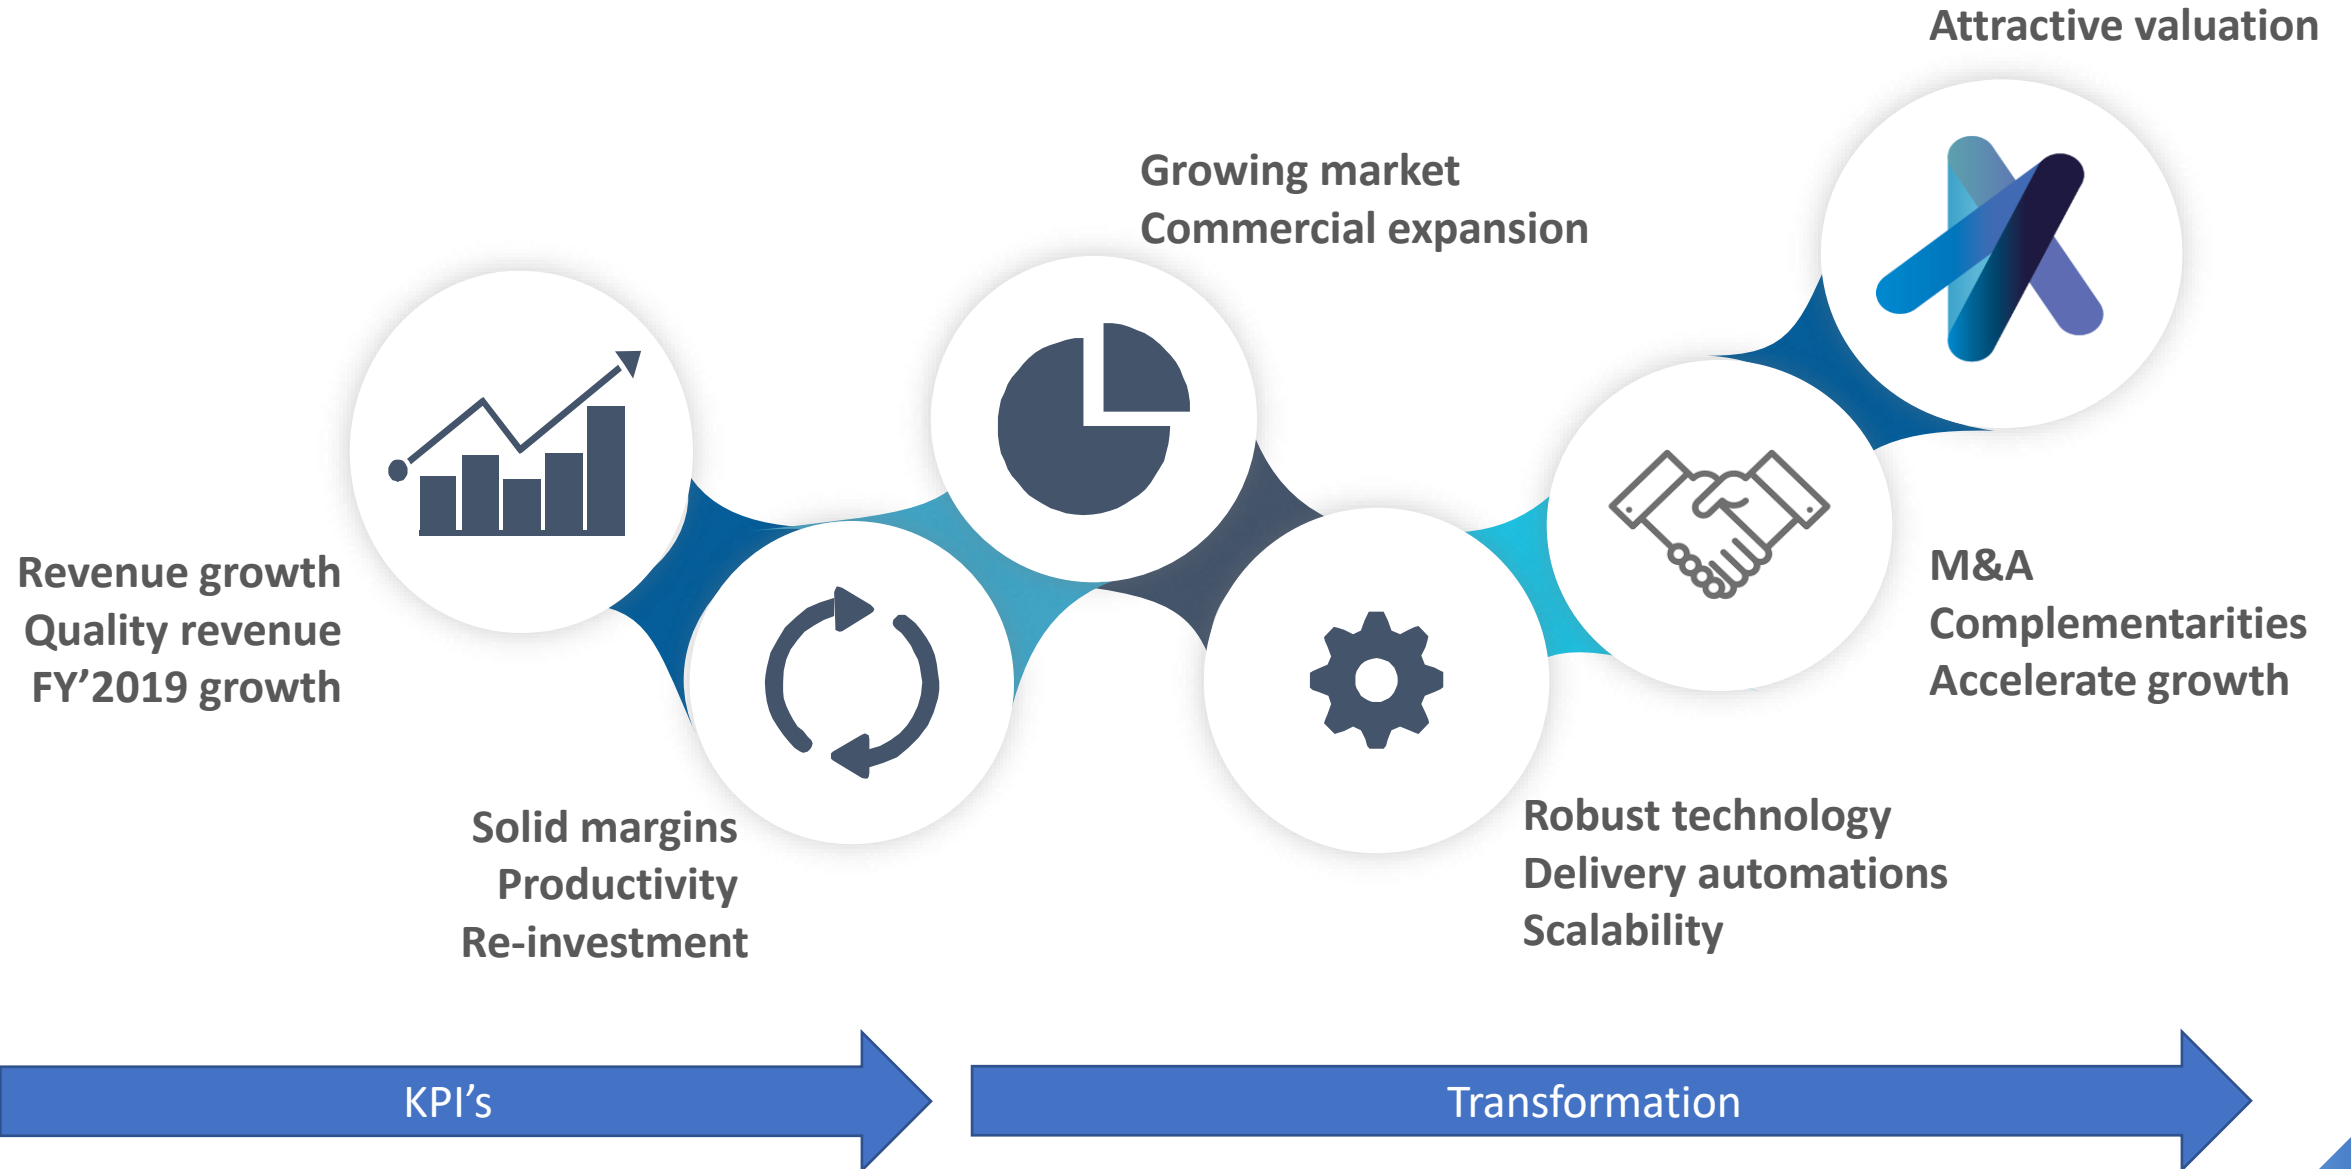 Attractive valuation
Growing market
Commercial expansion
Revenue growth
Quality revenue
FY’2019 growth
M&A
Complementarities
Accelerate growth
Solid margins
Productivity
Re-investment
Robust technology
Delivery automations
Scalability
KPI’s
Transformation